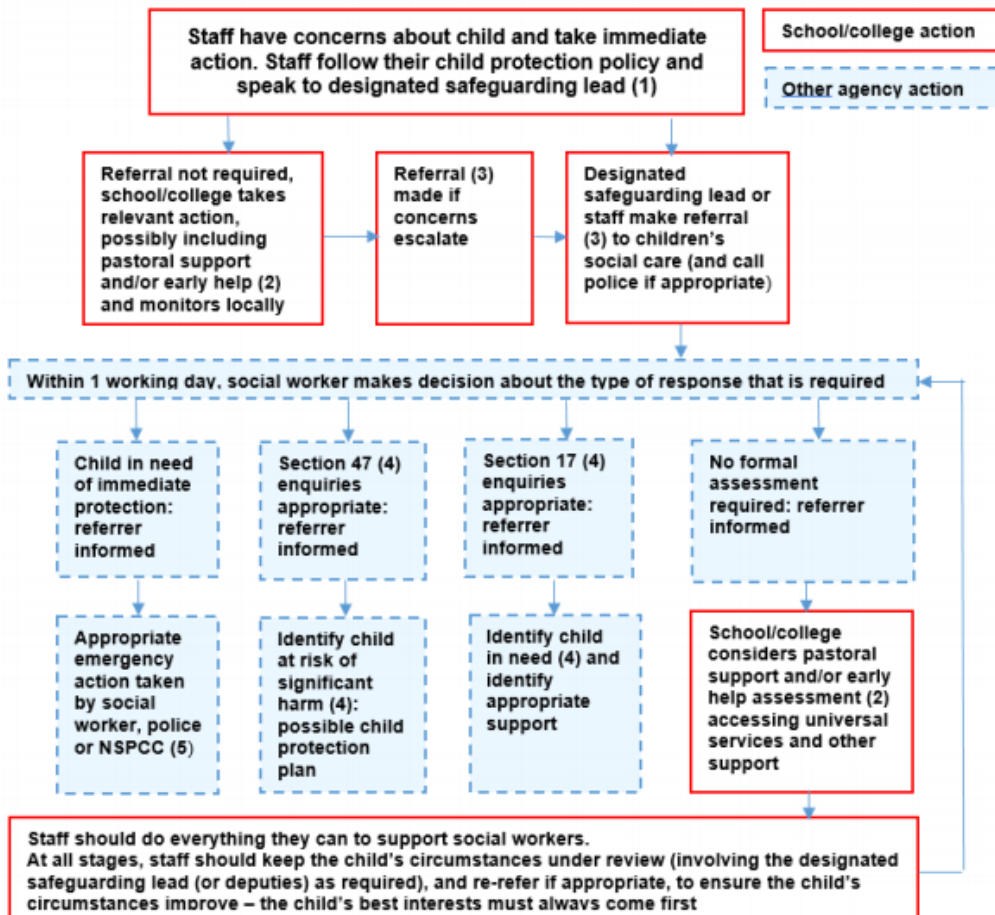 Staff have concerns about child and take immediate
action. Staff follow their child protection policy and
speak to designated safeguarding lead (1)
School/college action
Other agency action
Referral not required,
school/college takes
relevant action,
possibly including
pastoral support
and/or early help (2)
and monitors locally
Referral (3)
made if
concerns
escalate
Designated
safeguarding lead or
staff make referral
(3) to children's
social care (and call
police if appropriate)
Within 1 working day, social worker makes decision about the type of response that is required
Child in need
of immediate
protection:
referrer
informed
Section 47 (4)
enquiries
appropriate:
referrer
informed
Section 17 (4)
enquiries
appropriate:
referrer
informed
No formal
assessment
required: referrer
informed
Appropriate
emergency
action taken
by social
worker, police
or NSPCC (5)
Identify child
at risk of
significant
harm (4):
possible child
protection
plan
Identify child
in need (4) and
identify
appropriate
support
School/college
considers pastoral
support and/or early
help assessment (2)
accessing universal
services and other
support
Staff should do everything they can to support social workers.
At all stages, staff should keep the child's circumstances under review (involving the designated
safeguarding lead (or deputies) as required), and re-refer if appropriate, to ensure the child's
circumstances improve – the child's best interests must always come first